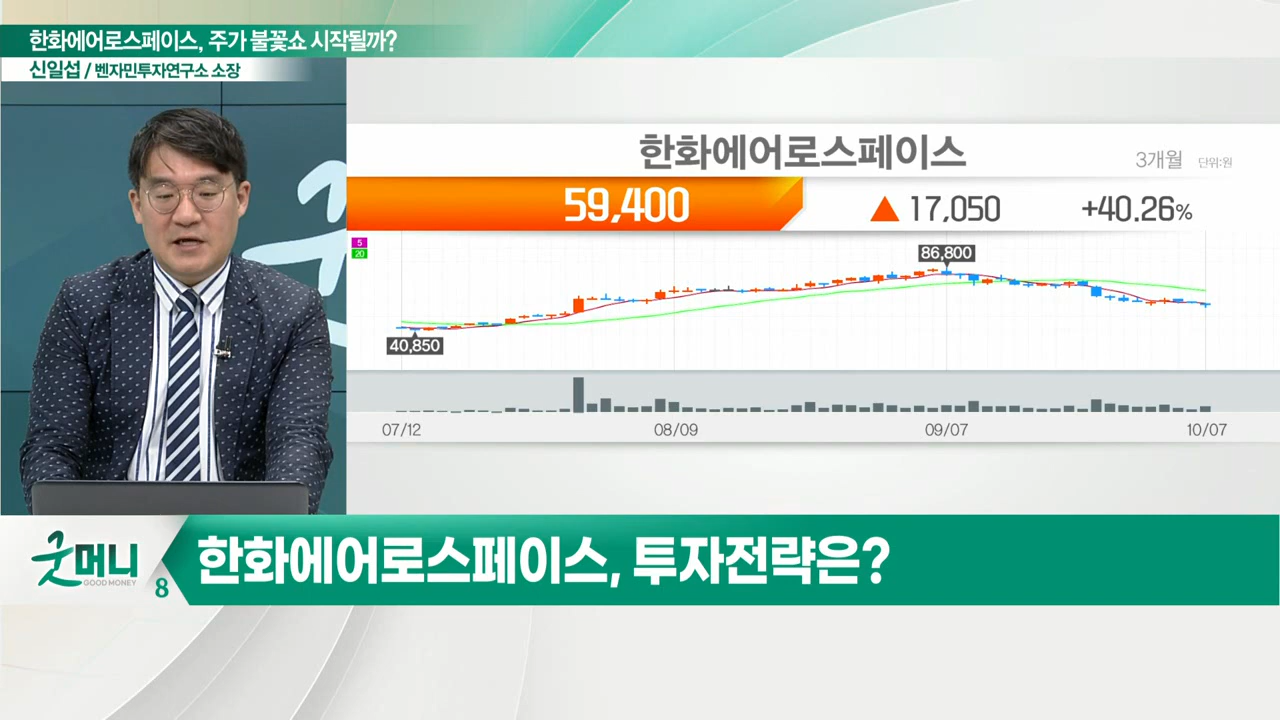 한화에어로스페이스, 주가 불꽃쇼 시작될까?
신일섭 / 벤자민투자연구소 소장
한화에어로스페이스
3개월 단위:원
59,400 ▲ 17,050 +40.26%
5
20
86,800
40,850
07/12 08/09 09/07 10/07
굿머니
GOOD MONEY
8
한화에어로스페이스, 투자전략은?